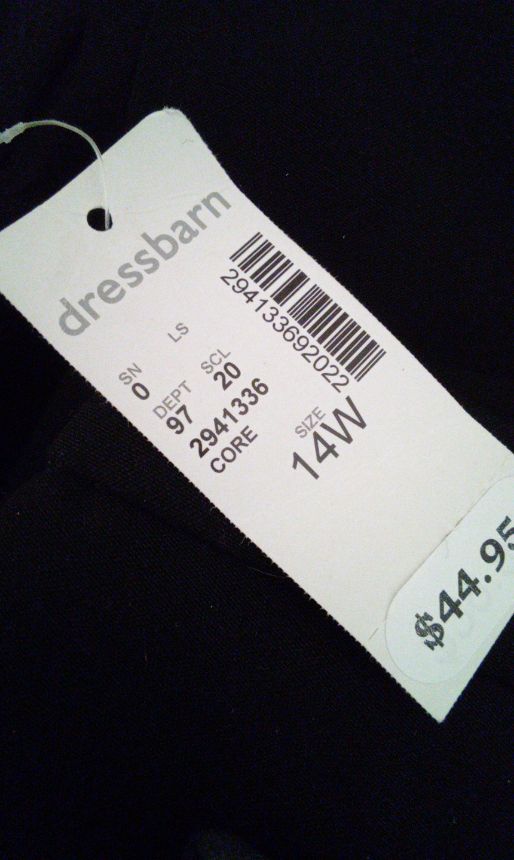 dressbarn
294133692022
SN LS
0
DEPT SCL
97 20
2941336
CORE
SIZE
14W
$44.95